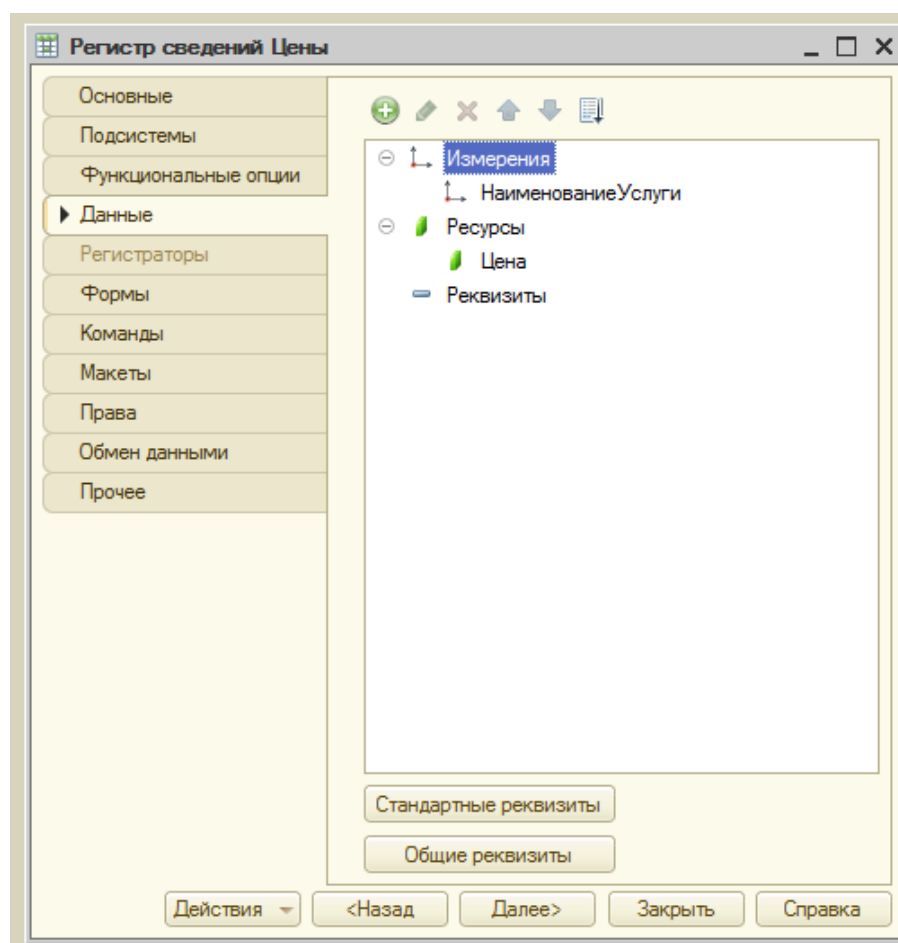 Регистр сведений Цены
Основные
Подсистемы
Функциональные опции
Данные
Регистраторы
Формы
Команды
Макеты
Права
Обмен данными
Прочее
Измерения
НаименованиеУслуги
Ресурсы
Цена
Реквизиты
Стандартные реквизиты
Общие реквизиты
Действия <Назад Далее> Закрыть Справка